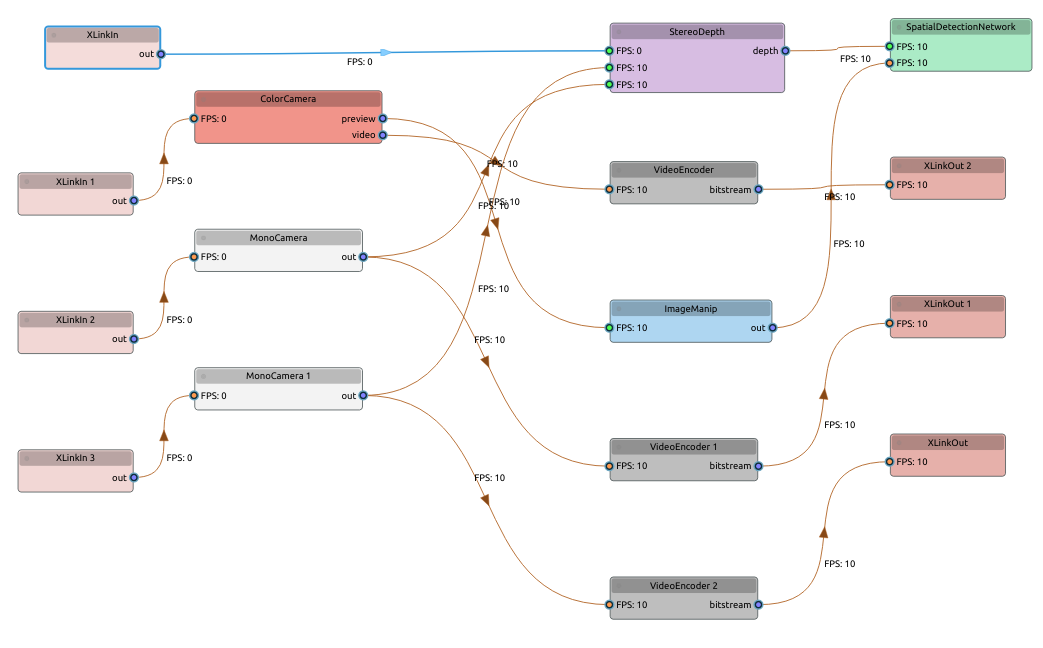 XLinkIn
out
FPS: 0
StereoDepth
FPS: 0
depth
FPS: 10
FPS: 10
SpatialDetectionNetwork
FPS: 10
FPS: 10
FPS: 10
ColorCamera
FPS: 0
preview
video
XLinkIn 1
out
FPS: 0
FPS: 10
VideoEncoder
FPS: 10
bitstream
XLinkOut 2
FPS: 10
FPS: 10
FPS: 10
FPS: 10
MonoCamera
FPS: 0
out
FPS: 10
FPS: 10
XLinkIn 2
out
FPS: 0
ImageManip
FPS: 10
out
XLinkOut 1
FPS: 10
FPS: 10
MonoCamera 1
FPS: 0
out
XLinkIn 3
out
FPS: 0
VideoEncoder 1
FPS: 10
bitstream
FPS: 10
XLinkOut
FPS: 10
FPS: 10
VideoEncoder 2
FPS: 10
bitstream
FPS: 10